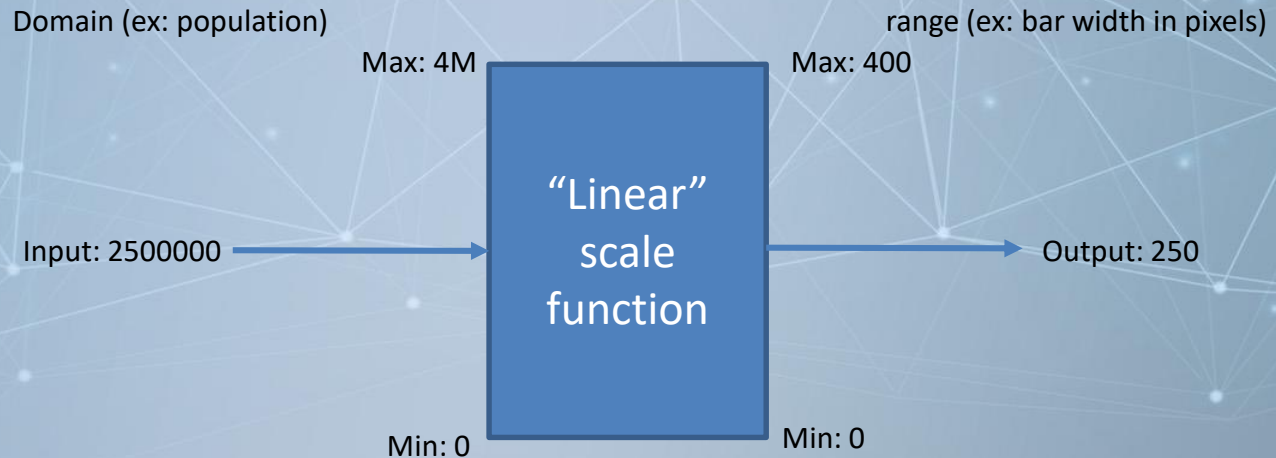 Domain (ex: population)
range (ex: bar width in pixels)
Max: 4M
Max: 400
“Linear”
scale
function
Input: 2500000
Output: 250
Min: 0
Min: 0